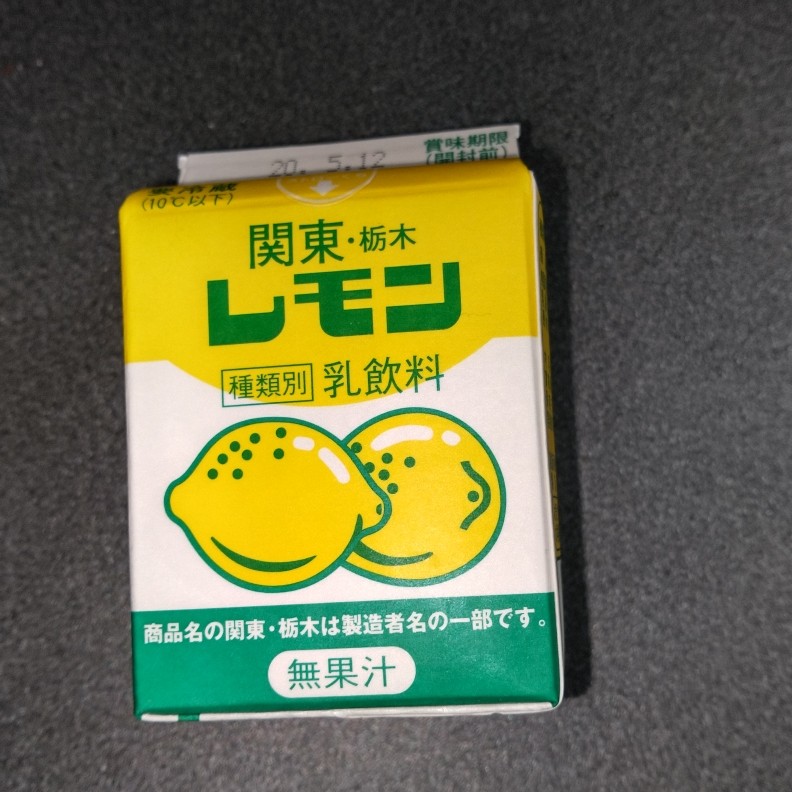 20. 5.12
賞味期限
(開封前)
要冷蔵
(10℃以下)
関東・栃木
レモン
種類別 乳飲料
商品名の関東・栃木は製造者名の一部です。
無果汁